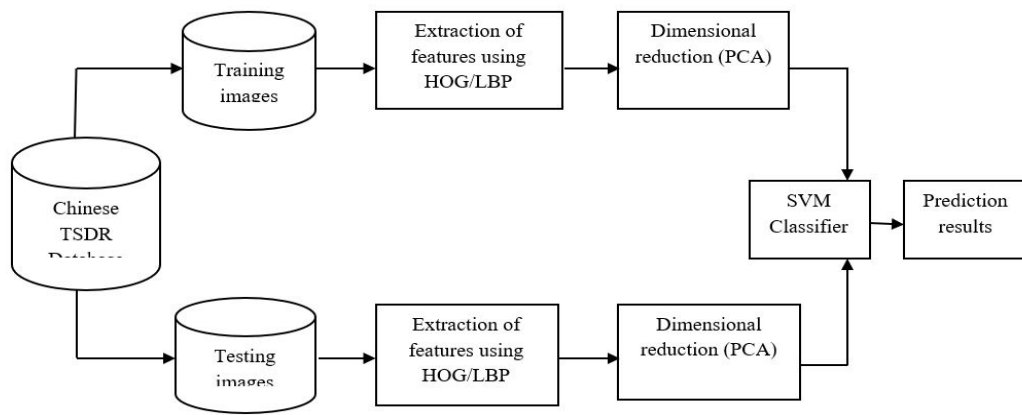 Training
images
Extraction of
features using
HOG/LBP
Dimensional
reduction (PCA)
Chinese
TSDR
Database
SVM
Classifier
Prediction
results
Testing
images
Extraction of
features using
HOG/LBP
Dimensional
reduction (PCA)